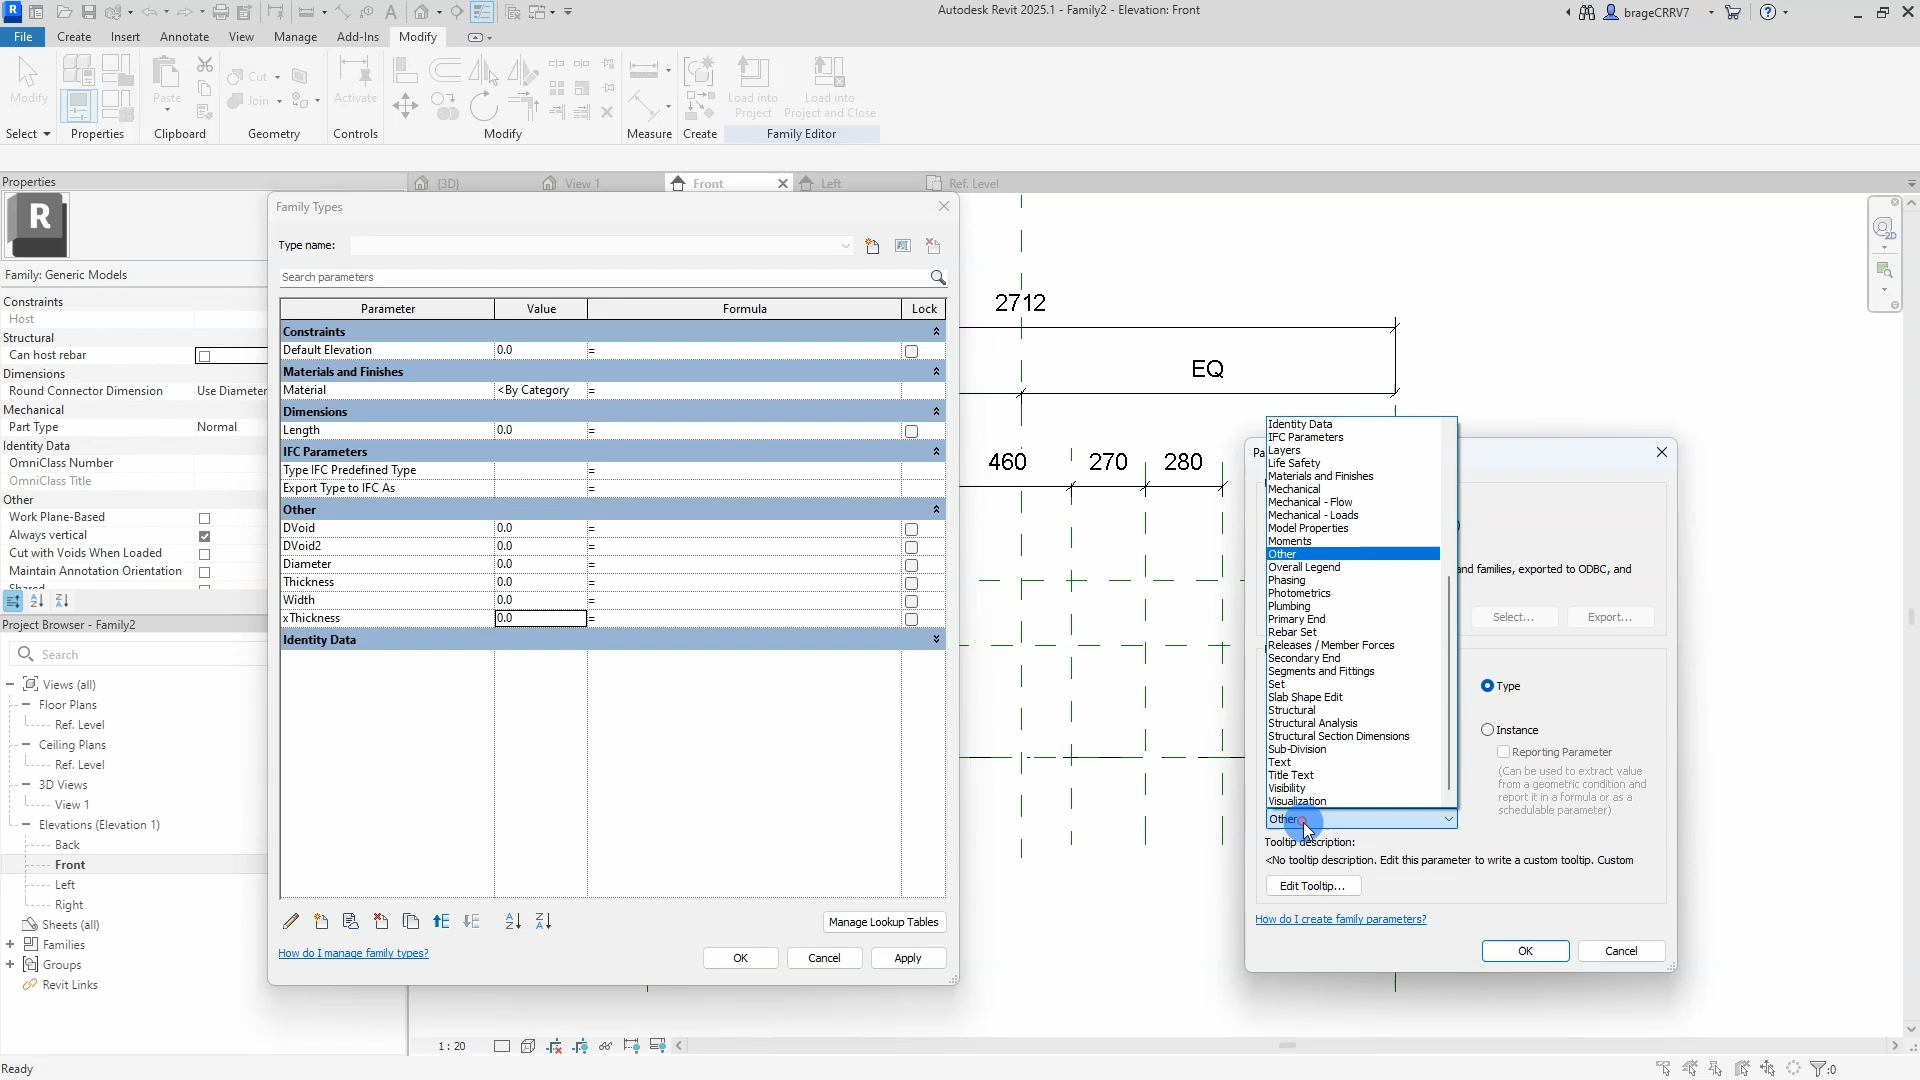 Autodesk Revit 2025.1 - Family2 - Elevation: Front
brageCRRV7
File Create Insert Annotate View Manage Add-Ins Modify
Modify
Paste
Cut
Join
Activate
Load into
Project
Load into
Project and Close
Select Properties Clipboard Geometry Controls Modify Measure Create Family Editor
Properties
{3D} View 1 Front Left Ref. Level
R
Family: Generic Models
Constraints
Host
Structural
Can host rebar
Dimensions
Round Connector Dimension Use Diameter
Mechanical
Part Type Normal
Identity Data
OmniClass Number
OmniClass Title
Other
Work Plane-Based
Always vertical
Cut with Voids When Loaded
Maintain Annotation Orientation
Shared
Project Browser - Family2
Search
Views (all)
Floor Plans
Ref. Level
Ceiling Plans
Ref. Level
3D Views
View 1
Elevations (Elevation 1)
Back
Front
Left
Right
Sheets (all)
Families
Groups
Revit Links
Family Types
Type name:
Search parameters
Parameter Value Formula Lock
Constraints
Default Elevation 0.0 =
Materials and Finishes
Material <By Category =
Dimensions
Length 0.0 =
IFC Parameters
Type IFC Predefined Type =
Export Type to IFC As =
Other
DVoid 0.0 =
DVoid2 0.0 =
Diameter 0.0 =
Thickness 0.0 =
Width 0.0 =
xThickness 0.0 =
Identity Data
Manage Lookup Tables
How do I manage family types?
OK Cancel Apply
2712
EQ
460 270 280
Pa
Identity Data
IFC Parameters
Layers
Life Safety
Materials and Finishes
Mechanical
Mechanical - Flow
Mechanical - Loads
Model Properties
Moments
Other
Overall Legend
Phasing
Photometrics
Plumbing
Primary End
Rebar Set
Releases / Member Forces
Secondary End
Segments and Fittings
Set
Slab Shape Edit
Structural
Structural Analysis
Structural Section Dimensions
Sub-Division
Text
Title Text
Visibility
Visualization
Other
and families, exported to ODBC, and
Select... Export...
Type
Instance
Reporting Parameter
(Can be used to extract value
from a geometric condition and
report it in a formula or as a
schedulable parameter)
Tooltip description:
<No tooltip description. Edit this parameter to write a custom tooltip. Custom
Edit Tooltip...
How do I create family parameters?
OK Cancel
1 : 20
Ready
:0
2D